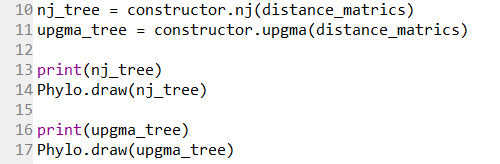 10 nj_tree = constructor.nj(distance_matrics)
11 upgma_tree = constructor.upgma(distance_matrics)
12
13 print(nj_tree)
14 Phylo.draw(nj_tree)
15
16 print(upgma_tree)
17 Phylo.draw(upgma_tree)